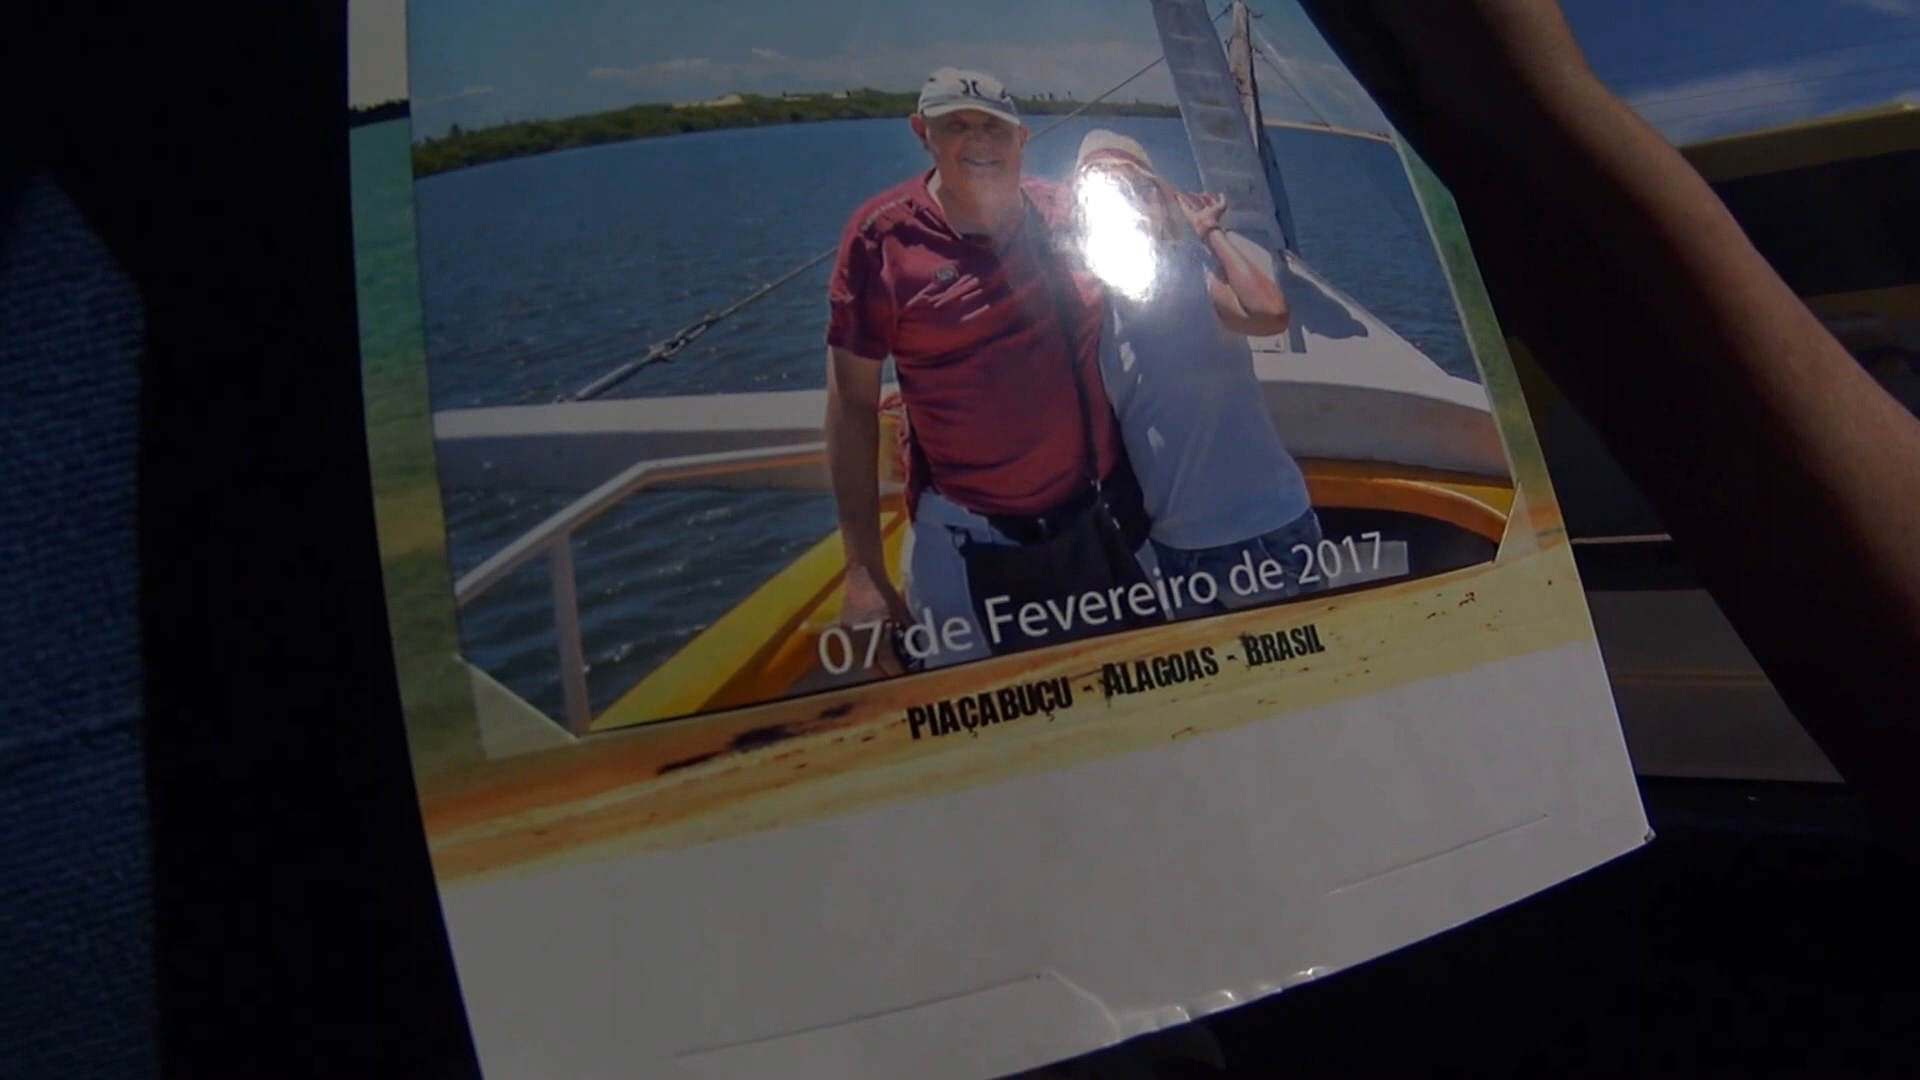 07 de Fevereiro de 2017
PIAÇABUÇU - ALAGOAS - BRASIL